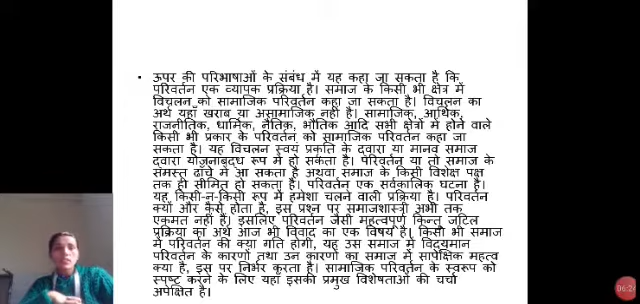 • ऊपर की परिभाषाओं के संबंध में यह कहा जा सकता है कि
परिवर्तन एक व्यापक प्रक्रिया है। समाज के किसी भी क्षेत्र में
विचलन को सामाजिक परिवर्तन कहा जा सकता है। विचलन का
अर्थ यहाँ खराब या असामाजिक नहीं है। सामाजिक, आर्थिक,
राजनीतिक, धार्मिक, नैतिक, भौतिक आदि सभी क्षेत्रों में होने वाले
किसी भी प्रकार के परिवर्तन को सामाजिक परिवर्तन कहा जा
सकता है। यह विचलन स्वयं प्रकृति के द्वारा या मानव समाज
द्वारा योजनाबद्ध रूप में हो सकता है। परिवर्तन या तो समाज के
समस्त ढाँचे में आ सकता है अथवा समाज के किसी विशेष पक्ष
तक ही सीमित हो सकता है। परिवर्तन एक सर्वकालिक घटना है।
यह किसी-न-किसी रूप में हमेशा चलने वाली प्रक्रिया है। परिवर्तन
क्यों और कैसे होता है, इस प्रश्न पर समाजशास्त्री अभी तक
एकमत नहीं हैं। इसलिए परिवर्तन जैसी महत्वपूर्ण किन्तु जटिल
प्रक्रिया का अर्थ आज भी विवाद का एक विषय है। किसी भी समाज
में परिवर्तन की क्या गति होगी, यह उस समाज में विद्यमान
परिवर्तन के कारणों तथा उन कारणों का समाज में सापेक्षिक महत्व
क्या है, इस पर निर्भर करता है। सामाजिक परिवर्तन के स्वरूप को
स्पष्ट करने के लिए यहाँ इसकी प्रमुख विशेषताओं की चर्चा
अपेक्षित है।